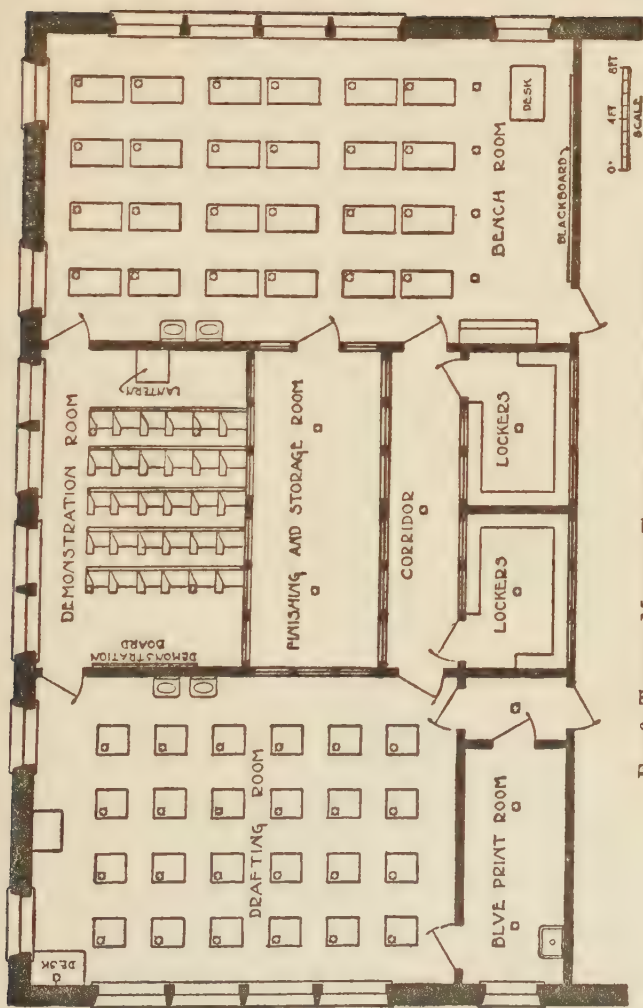 DEMONSTRATION ROOM
LANTERN
DEMONSTRATION
BOARD
FINISHING AND STORAGE ROOM
CORRIDOR
LOCKERS
LOCKERS
BENCH ROOM
DESK
BLACKBOARD
0' 4FT 8FT
SCALE
DRAFTING ROOM
DESK
BLVE PRINT ROOM